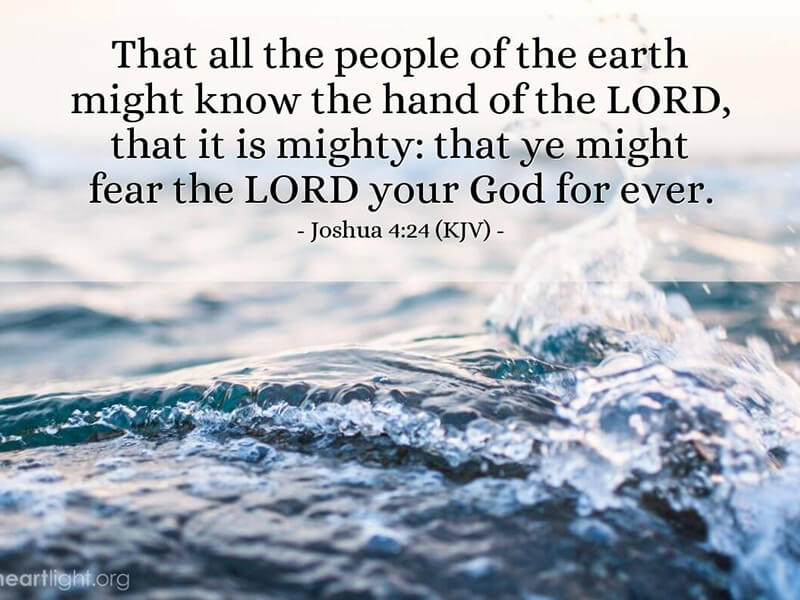 That all the people of the earth
might know the hand of the LORD,
that it is mighty: that ye might
fear the LORD your God for ever.
- Joshua 4:24 (KJV) -
heartlight.org